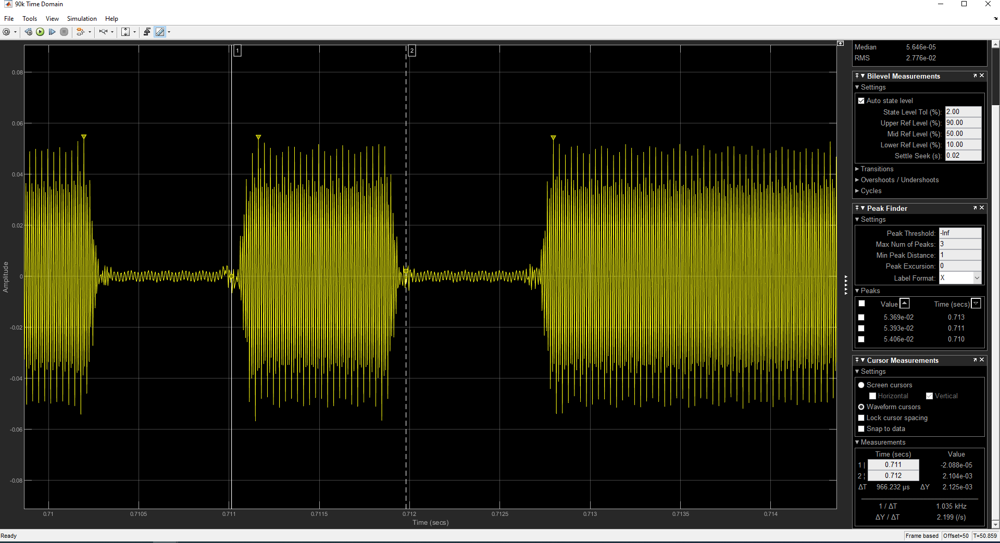 90k Time Domain
File Tools View Simulation Help
1
2
0.08
0.06
0.04
0.02
0
-0.02
-0.04
-0.06
-0.08
Amplitude
0.71 0.7105 0.711 0.7115 0.712 0.7125 0.713 0.7135 0.714
Time (secs)
Median 5.646e-05
RMS 2.776e-02
Bilevel Measurements
Settings
Auto state level
State Level Tol (%): 2.00
Upper Ref Level (%): 90.00
Mid Ref Level (%): 50.00
Lower Ref Level (%): 10.00
Settle Seek (s): 0.02
Transitions
Overshoots / Undershoots
Cycles
Peak Finder
Settings
Peak Threshold: -Inf
Max Num of Peaks: 3
Min Peak Distance: 1
Peak Excursion: 0
Label Format: X
Peaks
Value Time (secs)
5.369e-02 0.713
5.393e-02 0.711
5.406e-02 0.710
Cursor Measurements
Settings
Screen cursors
Horizontal Vertical
Waveform cursors
Lock cursor spacing
Snap to data
Measurements
Time (secs) Value
1 | 0.711 -2.088e-05
2 ¦ 0.712 2.104e-03
ΔT 966.232 µs ΔY 2.125e-03
1 / ΔT 1.035 kHz
ΔY / ΔT 2.199 (/s)
Ready
Frame based Offset=50 T=50.859